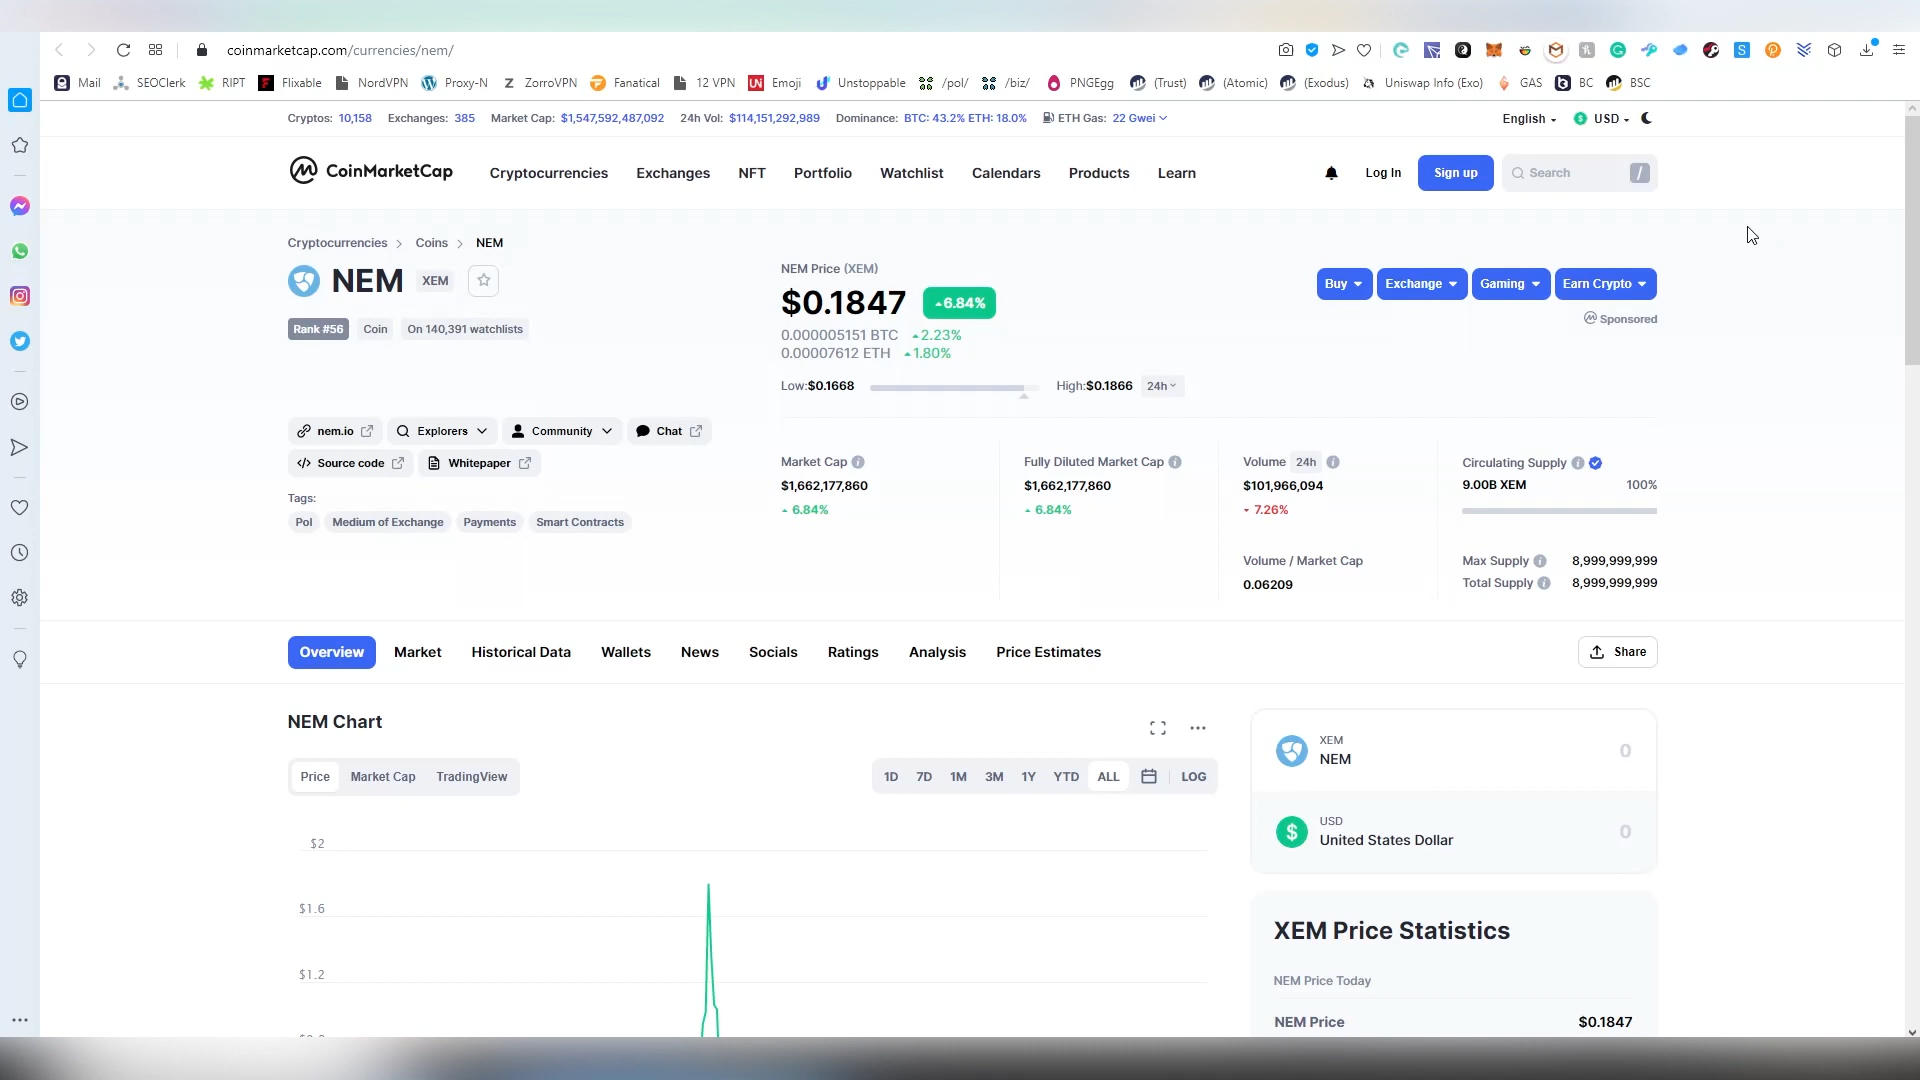 coinmarketcap.com/currencies/nem/
Mail SEOClerk RIPT Flixable NordVPN Proxy-N ZorroVPN Fanatical 12 VPN Emoji Unstoppable /pol/ /biz/ PNGEgg (Trust) (Atomic) (Exodus) Uniswap Info (Exo) GAS BC BSC
Cryptos: 10,158 Exchanges: 385 Market Cap: $1,547,592,487,092 24h Vol: $114,151,292,989 Dominance: BTC: 43.2% ETH: 18.0% ETH Gas: 22 Gwei English USD
CoinMarketCap Cryptocurrencies Exchanges NFT Portfolio Watchlist Calendars Products Learn Log In Sign up Search /
Cryptocurrencies Coins NEM
NEM XEM
Rank #56 Coin On 140,391 watchlists
NEM Price (XEM)
$0.1847 6.84%
0.000005151 BTC 2.23%
0.00007612 ETH 1.80%
Low:$0.1668 High:$0.1866 24h
Buy Exchange Gaming Earn Crypto
Sponsored
nem.io Explorers Community Chat
Source code Whitepaper
Tags:
PoI Medium of Exchange Payments Smart Contracts
Market Cap
$1,662,177,860
6.84%
Fully Diluted Market Cap
$1,662,177,860
6.84%
Volume 24h
$101,966,094
7.26%
Volume / Market Cap
0.06209
Circulating Supply
9.00B XEM 100%
Max Supply 8,999,999,999
Total Supply 8,999,999,999
Overview Market Historical Data Wallets News Socials Ratings Analysis Price Estimates Share
NEM Chart
Price Market Cap TradingView 1D 7D 1M 3M 1Y YTD ALL LOG
$2
$1.6
$1.2
XEM
NEM 0
USD
United States Dollar 0
XEM Price Statistics
NEM Price Today
NEM Price $0.1847